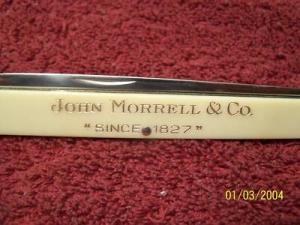 JOHN MORRELL & CO.
"SINCE 1827"
01/03/2004